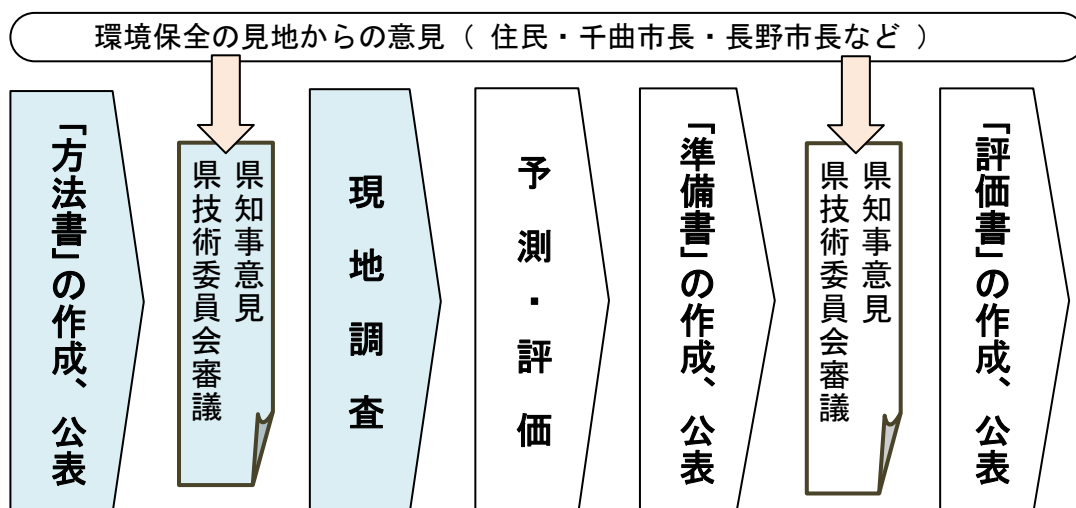 環境保全の見地からの意見（ 住民・千曲市長・長野市長など ）
「方法書」の作成、公表
県知事意見
県技術委員会審議
現地調査
予測・評価
「準備書」の作成、公表
県知事意見
県技術委員会審議
「評価書」の作成、公表